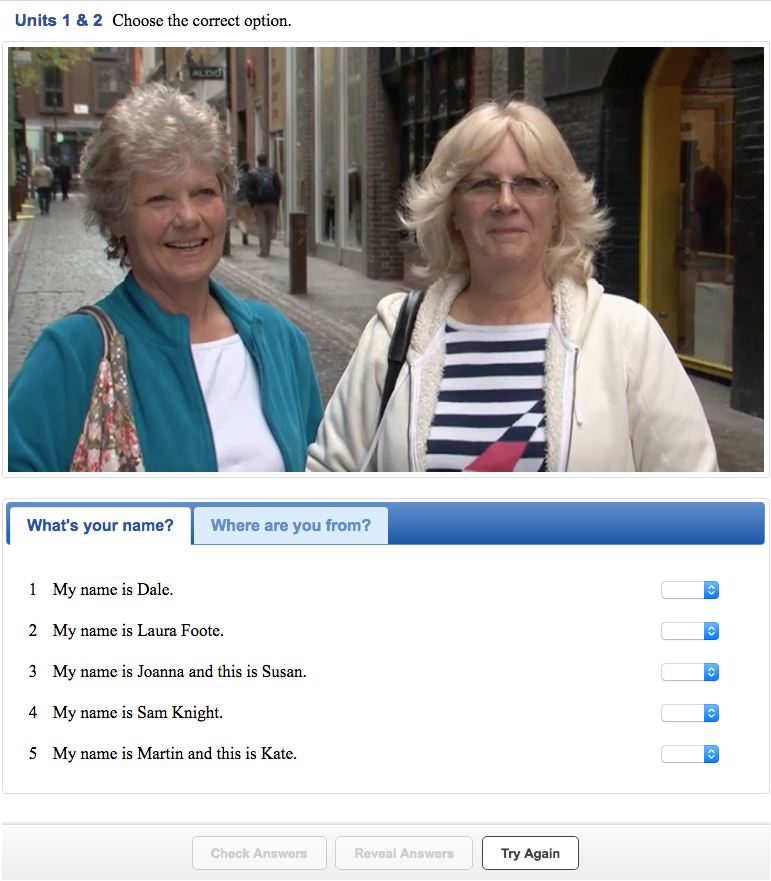 Units 1 & 2 Choose the correct option.
ALDO
What's your name? Where are you from?
1 My name is Dale.
2 My name is Laura Foote.
3 My name is Joanna and this is Susan.
4 My name is Sam Knight.
5 My name is Martin and this is Kate.
Check Answers Reveal Answers Try Again